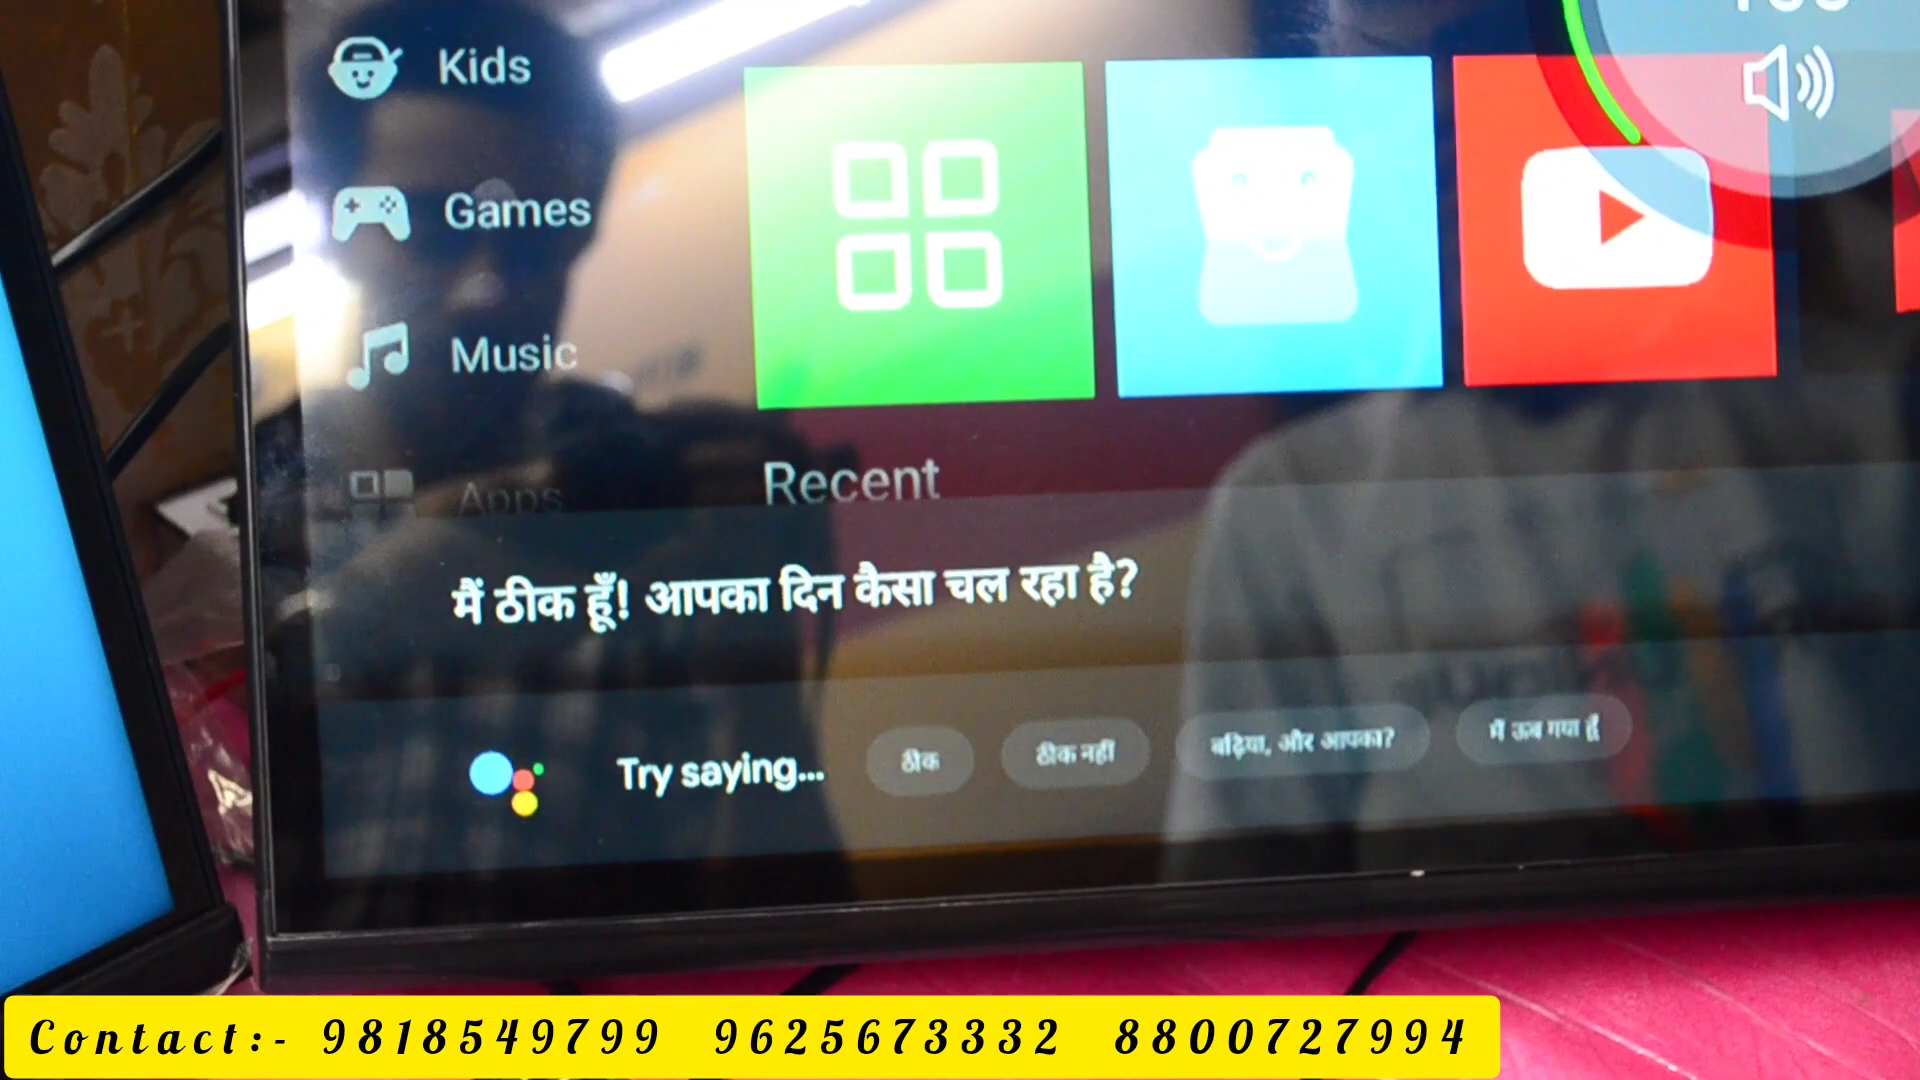 Kids
Games
Music
Apps
Recent
मैं ठीक हूँ! आपका दिन कैसा चल रहा है?
Try saying...
ठीक
ठीक नहीं
बढ़िया, और आपका?
मैं ऊब गया हूँ
Contact:- 9818549799 9625673332 8800727994